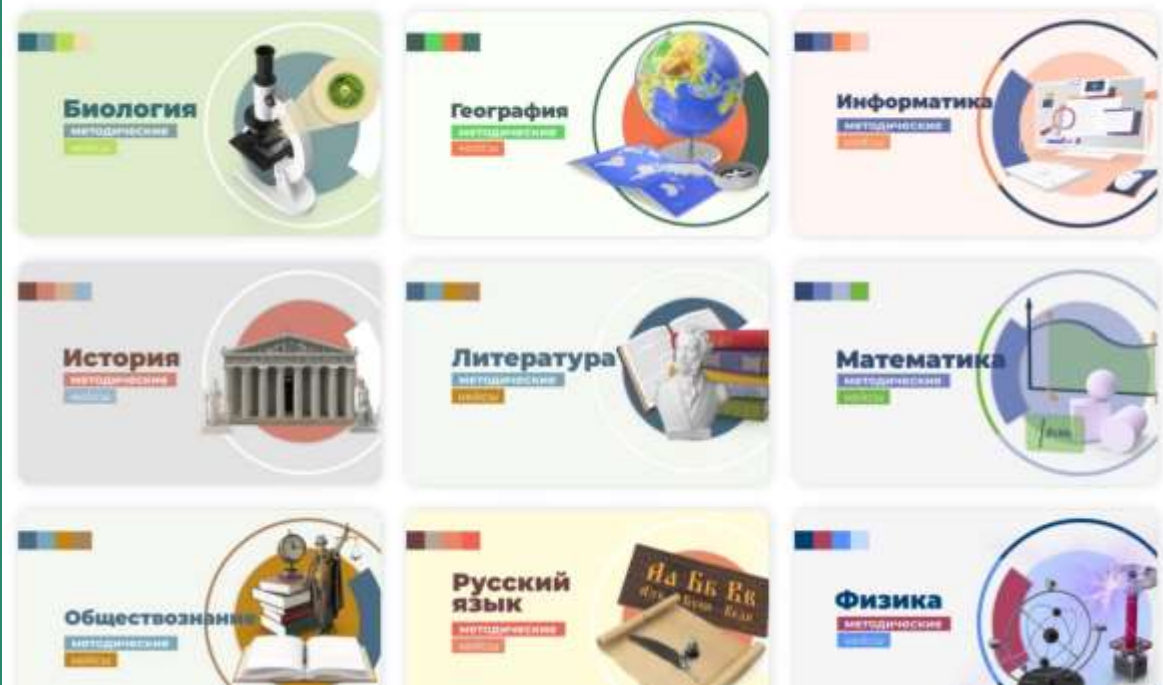 Биология
методические
кейсы
География
методические
кейсы
Информатика
методические
кейсы
История
методические
кейсы
Литература
методические
кейсы
Математика
методические
кейсы
Обществознание
методические
кейсы
Русский
язык
методические
кейсы
Аа Бб Вв
Физика
методические
кейсы